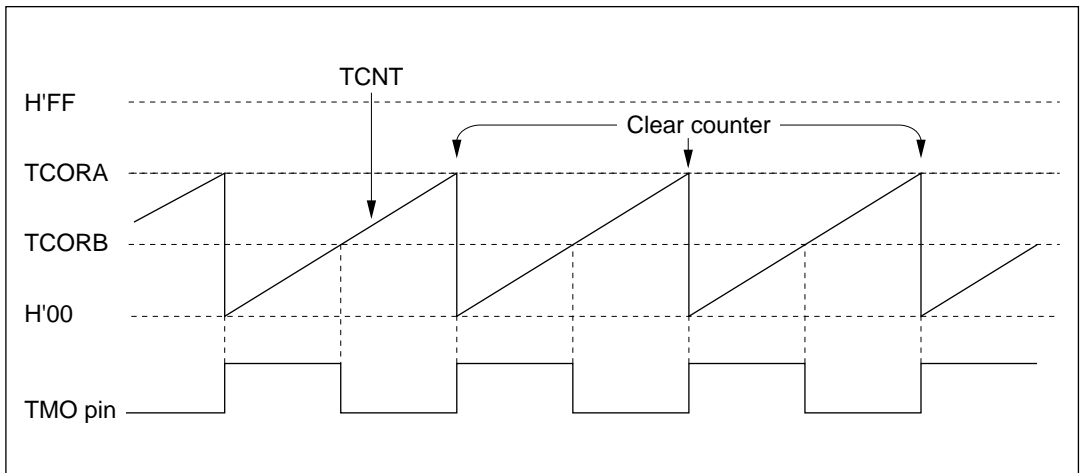 TCNT
H'FF
Clear counter
TCORA
TCORB
H'00
TMO pin